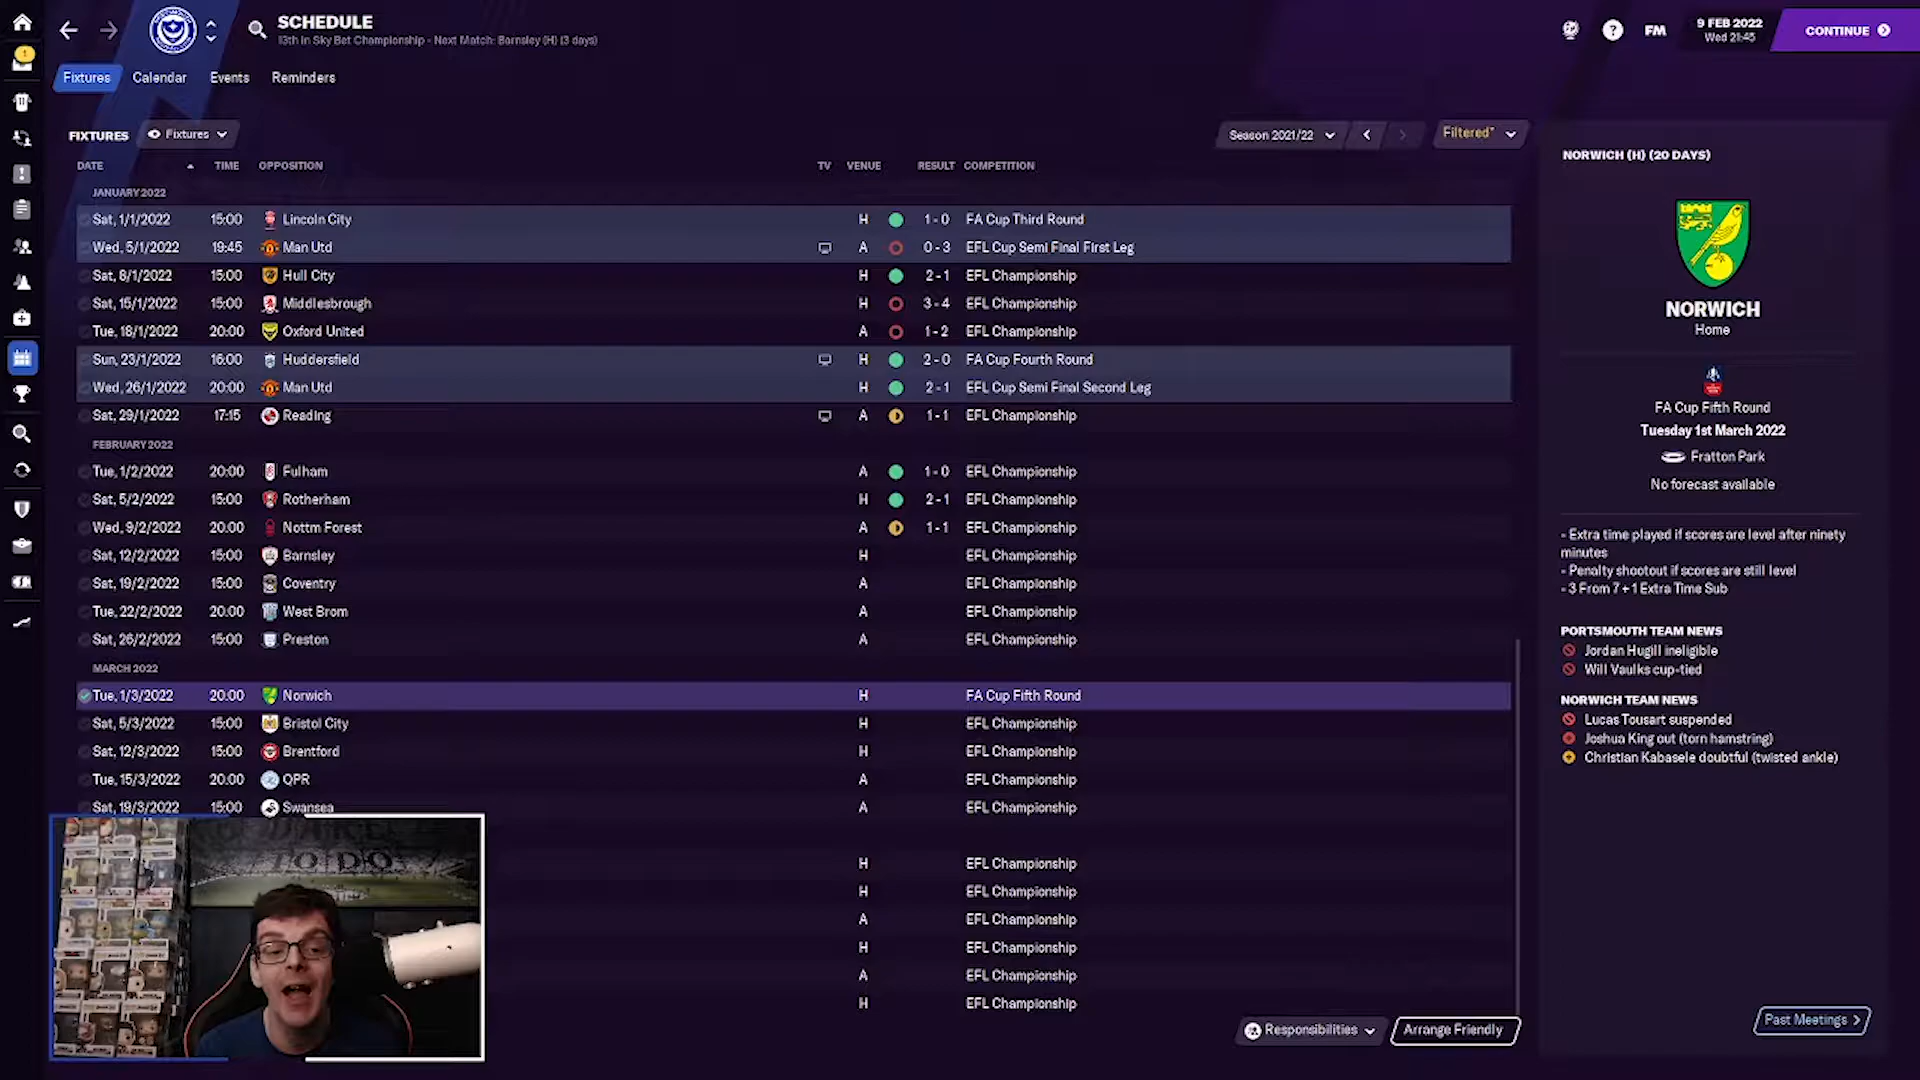 SCHEDULE
13th in Sky Bet Championship - Next Match: Barnsley (H) (3 days)
FM
9 FEB 2022
Wed 21:45
CONTINUE
Fixtures Calendar Events Reminders
FIXTURES Fixtures
Season 2021/22
Filtered*
DATE TIME OPPOSITION TV VENUE RESULT COMPETITION
JANUARY 2022
Sat, 1/1/2022 15:00 Lincoln City H 1 - 0 FA Cup Third Round
Wed, 5/1/2022 19:45 Man Utd A 0 - 3 EFL Cup Semi Final First Leg
Sat, 8/1/2022 15:00 Hull City H 2 - 1 EFL Championship
Sat, 15/1/2022 15:00 Middlesbrough H 3 - 4 EFL Championship
Tue, 18/1/2022 20:00 Oxford United A 1 - 2 EFL Championship
Sun, 23/1/2022 16:00 Huddersfield H 2 - 0 FA Cup Fourth Round
Wed, 26/1/2022 20:00 Man Utd H 2 - 1 EFL Cup Semi Final Second Leg
Sat, 29/1/2022 17:15 Reading A 1 - 1 EFL Championship
FEBRUARY 2022
Tue, 1/2/2022 20:00 Fulham A 1 - 0 EFL Championship
Sat, 5/2/2022 15:00 Rotherham H 2 - 1 EFL Championship
Wed, 9/2/2022 20:00 Nottm Forest A 1 - 1 EFL Championship
Sat, 12/2/2022 15:00 Barnsley H EFL Championship
Sat, 19/2/2022 15:00 Coventry A EFL Championship
Tue, 22/2/2022 20:00 West Brom A EFL Championship
Sat, 26/2/2022 15:00 Preston A EFL Championship
MARCH 2022
Tue, 1/3/2022 20:00 Norwich H FA Cup Fifth Round
Sat, 5/3/2022 15:00 Bristol City H EFL Championship
Sat, 12/3/2022 15:00 Brentford H EFL Championship
Tue, 15/3/2022 20:00 QPR A EFL Championship
Sat, 19/3/2022 15:00 Swansea A EFL Championship
H EFL Championship
H EFL Championship
A EFL Championship
H EFL Championship
A EFL Championship
H EFL Championship
TO DO
Responsibilities
Arrange Friendly
NORWICH (H) (20 DAYS)
NORWICH
Home
FA Cup Fifth Round
Tuesday 1st March 2022
Fratton Park
No forecast available
- Extra time played if scores are level after ninety
minutes
- Penalty shootout if scores are still level
- 3 From 7 + 1 Extra Time Sub
PORTSMOUTH TEAM NEWS
Jordan Hugill ineligible
Will Vaulks cup-tied
NORWICH TEAM NEWS
Lucas Tousart suspended
Joshua King out (torn hamstring)
Christian Kabasele doubtful (twisted ankle)
Past Meetings